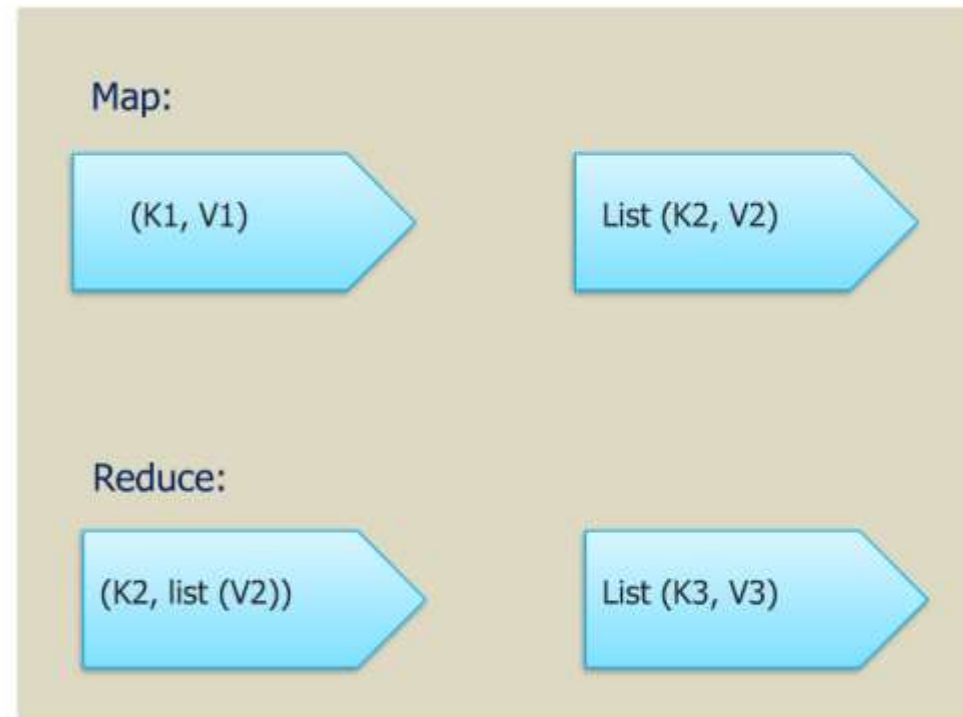 Map:
(K1, V1)
List (K2, V2)
Reduce:
(K2, list (V2))
List (K3, V3)